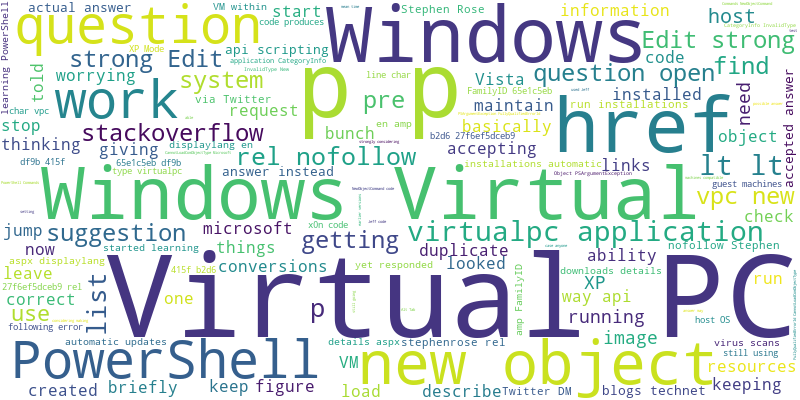 learning PowerShell
actual answer
question
VM within
code produces
XP Mode
start
Stephen Rose
Windows
information
host
strong Edit
api scripting
told
worrying
system
via Twitter
work
request
line char
p p
Vista
FamilyID 65e1c5eb
question open
Edit strong
code
find
char vpc
pre
installed
run installations
need
accepted answer
stop
stackoverflow
bunch
en amp
maintain
href
thinking
giving
displaylang en
basically
b2d6 27f6ef5dceb9
object
df9b 415f
65e1c5eb df9b
rel nofollow
accepting
installations automatic
links
lt lt
type virtualpc
answer instead
Object PSArgumentException
guest machines
Windows Virtual
vpc new
jump
suggestion
microsoft
xOn code
getting
virtualpc application
check
now
started learning
things
duplicate
ability
nofollow Stephen
aspx displaylang
415f b2d6
conversions
yet responded
looked
XP
downloads details
run
leave
27f6ef5dceb9 rel
list
one
amp FamilyID
way api
correct
use
p
running
host OS
following error
Virtual PC
image
automatic updates
details aspx
stephenrose rel
virus scans
still using
PowerShell
VM
new object
resources
created
briefly
keep
figure
load
describe
Twitter DM
blogs technet
keeping